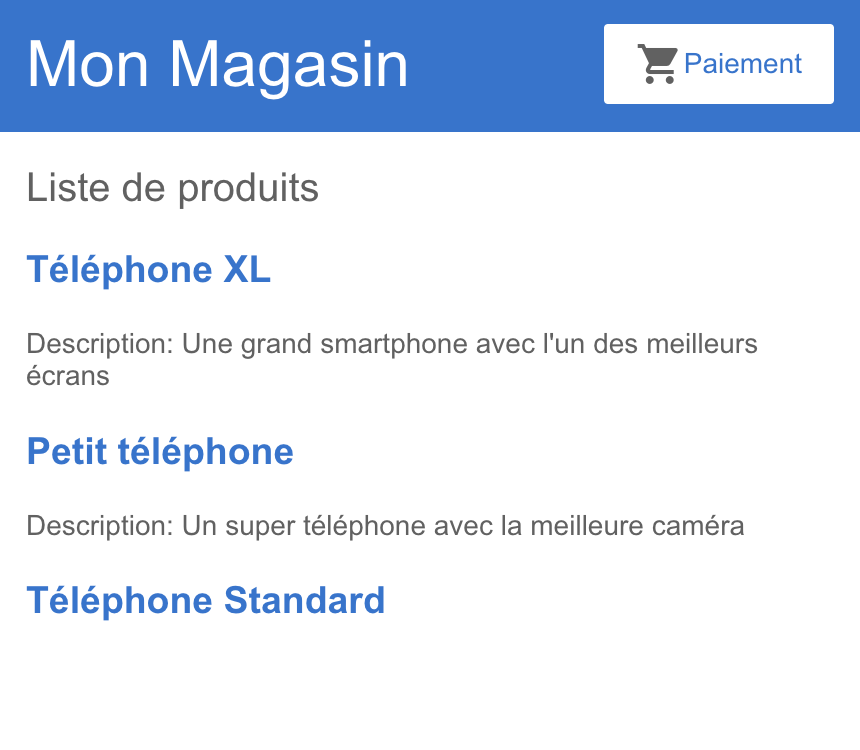 Mon Magasin
Paiement
Liste de produits
Téléphone XL
Description: Une grand smartphone avec l'un des meilleurs
écrans
Petit téléphone
Description: Un super téléphone avec la meilleure caméra
Téléphone Standard